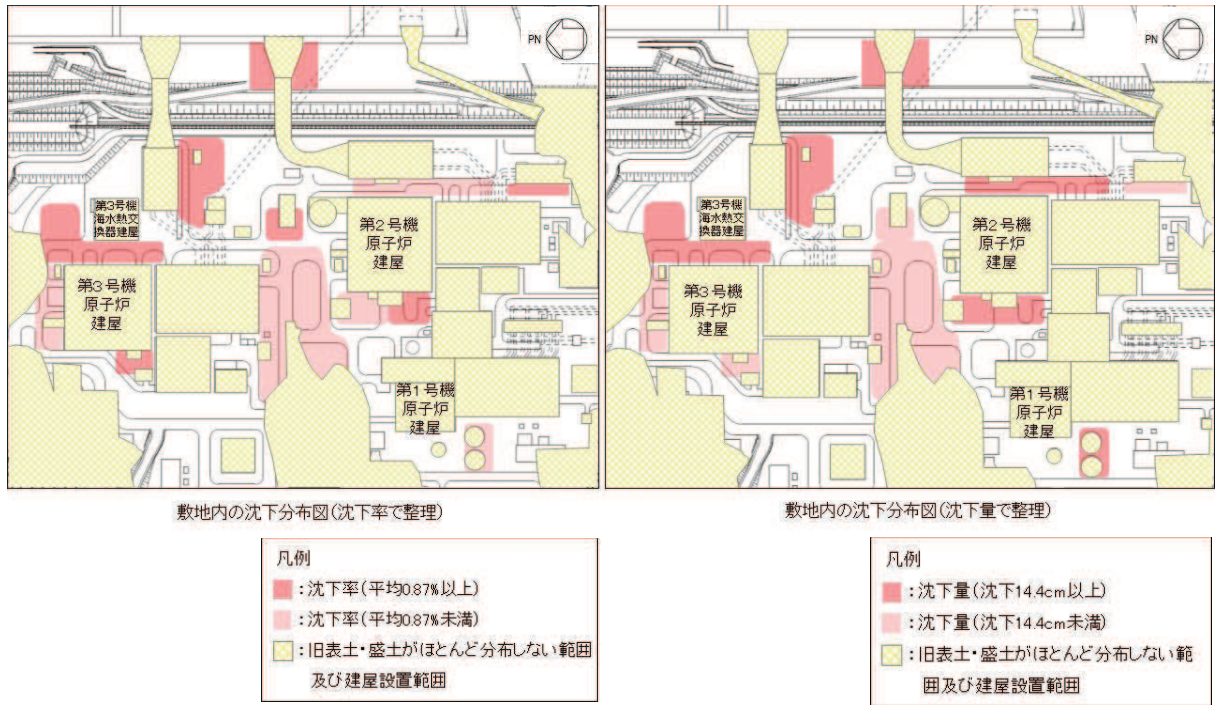 PN
第3号機
海水熱交
換器建屋
第2号機
原子炉
建屋
第3号機
原子炉
建屋
第1号機
原子炉
建屋
敷地内の沈下分布図(沈下率で整理)
凡例
:沈下率(平均0.87%以上)
:沈下率(平均0.87%未満)
:旧表土・盛土がほとんど分布しない範囲
及び建屋設置範囲
PN
第3号機
海水熱交
換器建屋
第2号機
原子炉
建屋
第3号機
原子炉
建屋
第1号機
原子炉
建屋
敷地内の沈下分布図(沈下量で整理)
凡例
:沈下量(沈下14.4cm以上)
:沈下量(沈下14.4cm未満)
:旧表土・盛土がほとんど分布しない範
囲及び建屋設置範囲